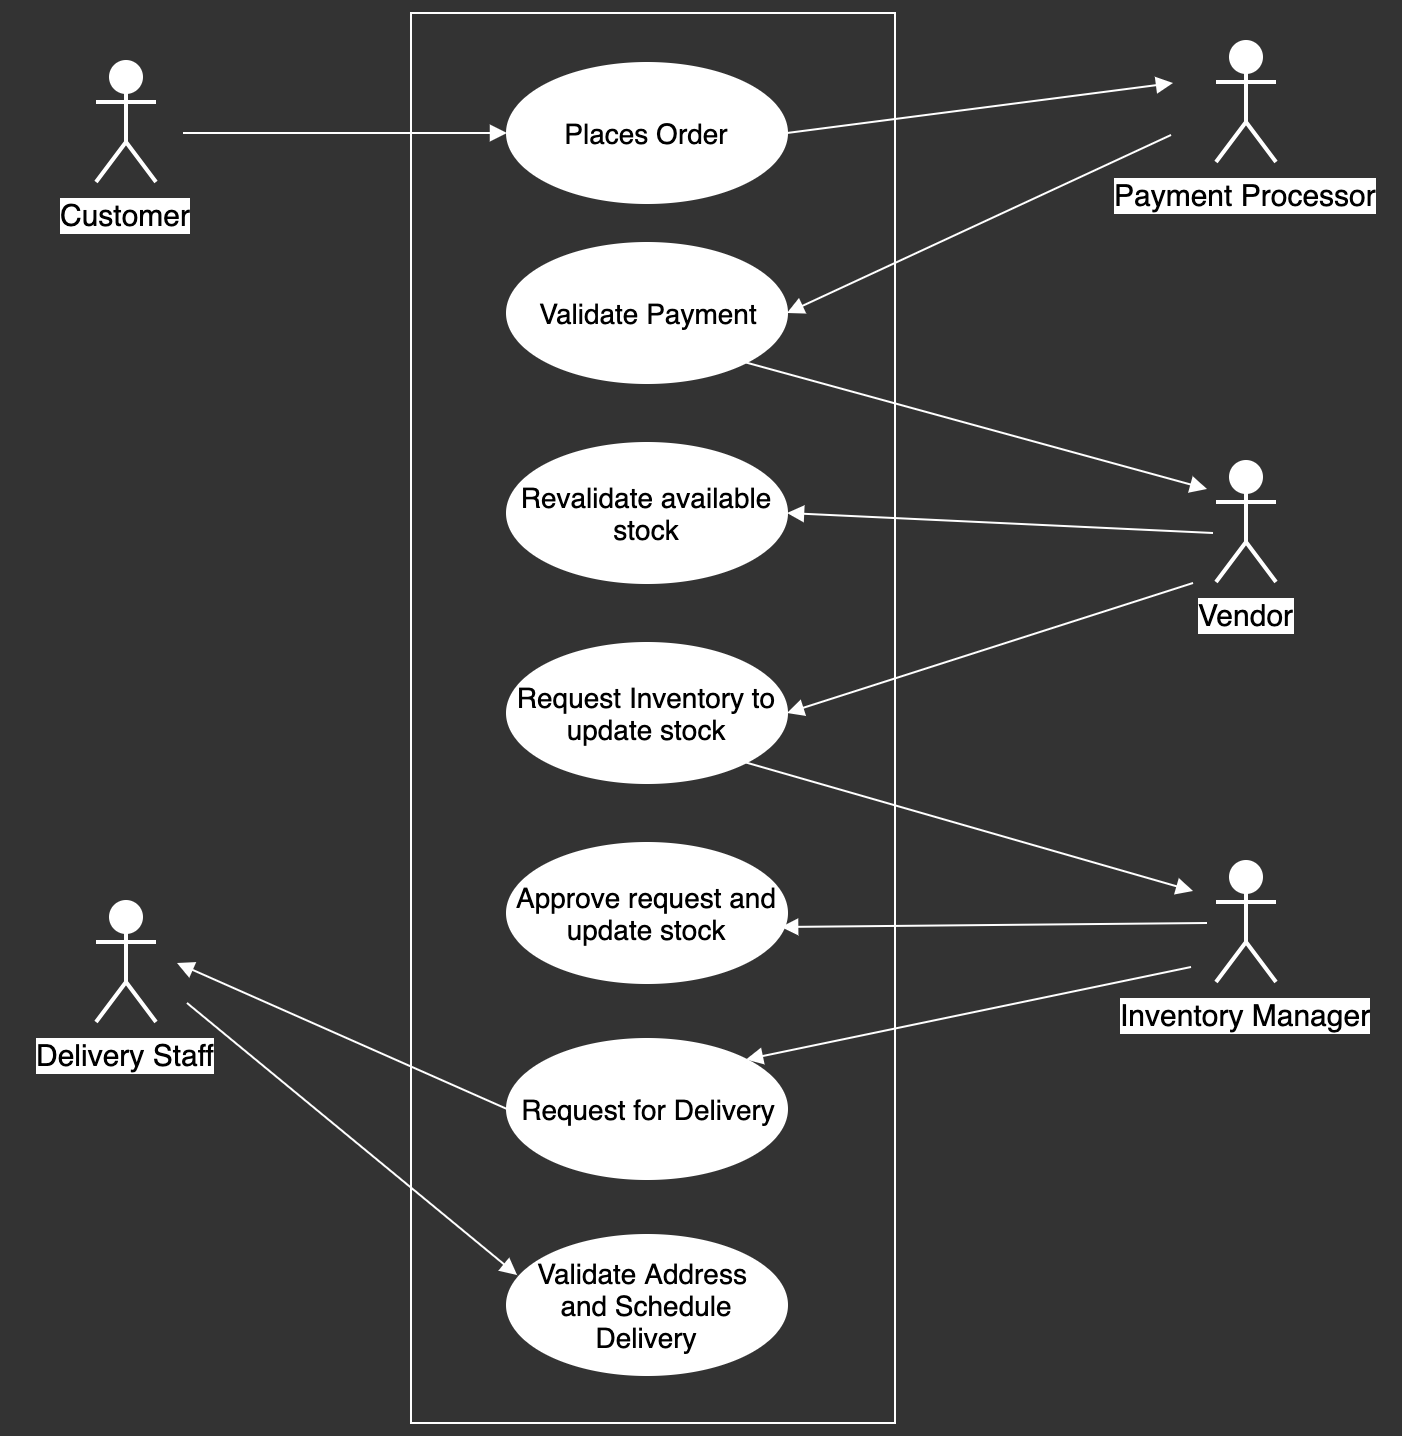 Customer
Places Order
Payment Processor
Validate Payment
Revalidate available
stock
Vendor
Request Inventory to
update stock
Approve request and
update stock
Inventory Manager
Delivery Staff
Request for Delivery
Validate Address
and Schedule
Delivery